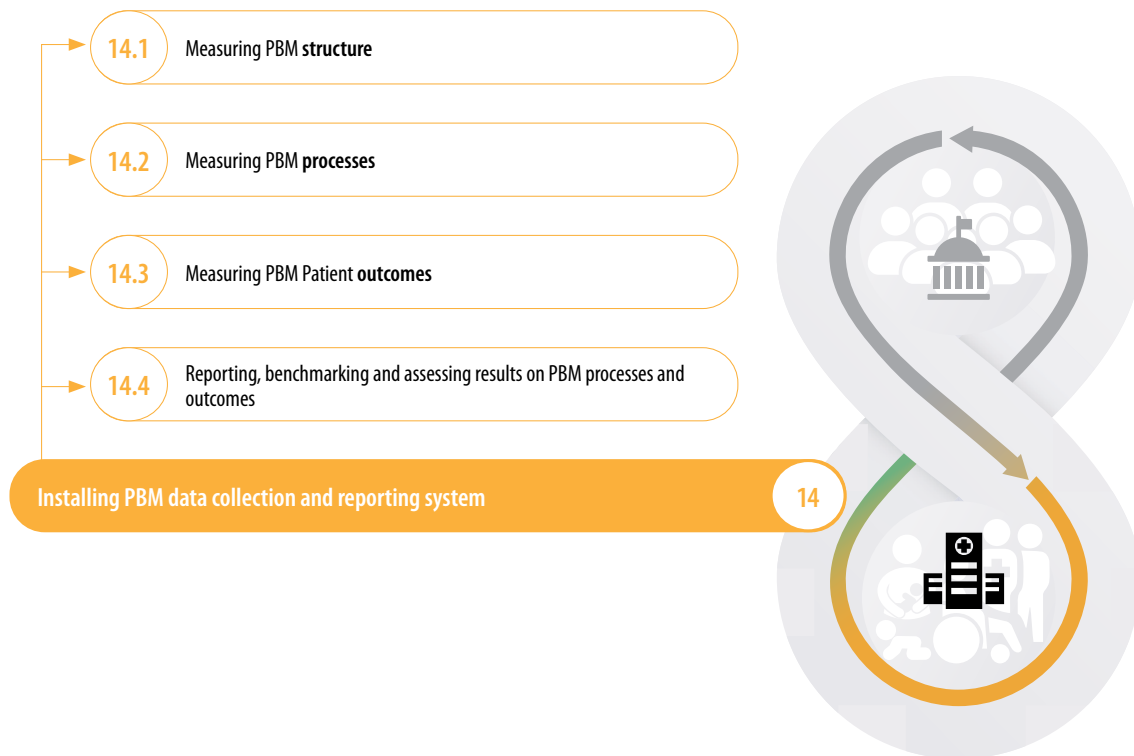 14.1 Measuring PBM structure
14.2 Measuring PBM processes
14.3 Measuring PBM Patient outcomes
14.4 Reporting, benchmarking and assessing results on PBM processes and
outcomes
Installing PBM data collection and reporting system 14